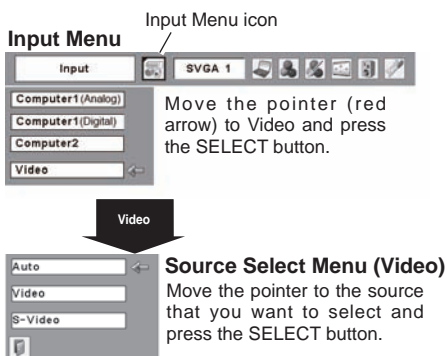 Input Menu icon
Input Menu
Input
SVGA 1
Computer1(Analog)
Computer1(Digital)
Computer2
Video
Move the pointer (red
arrow) to Video and press
the SELECT button.
Video
Auto
Video
S-Video
Source Select Menu (Video)
Move the pointer to the source
that you want to select and
press the SELECT button.